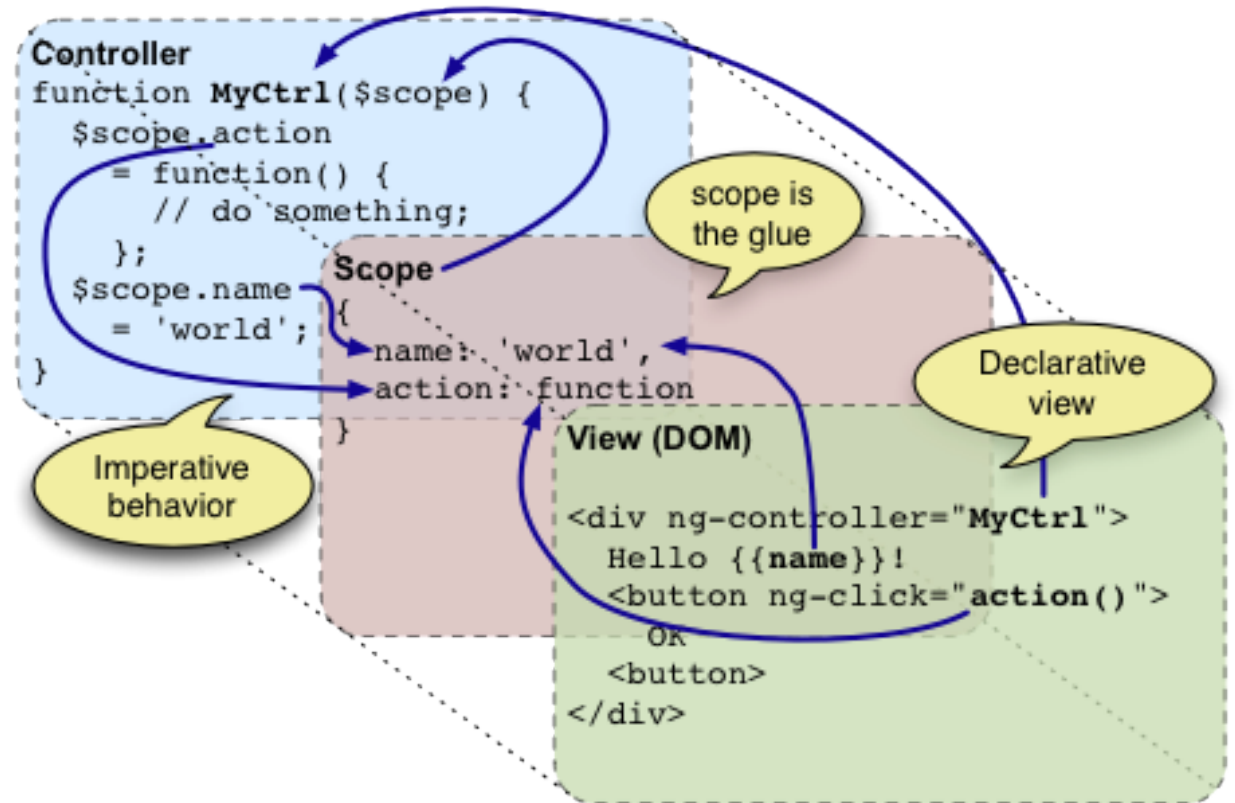 Controller
function MyCtrl($scope) {
$scope.action
= function() {
// do something;
};
$scope.name
= 'world';
}
Imperative
behavior
scope is
the glue
Scope
{
name: 'world',
action: function
}
Declarative
view
View (DOM)
<div ng-controller="MyCtrl">
Hello {{name}}!
<button ng-click="action()">
OK
<button>
</div>